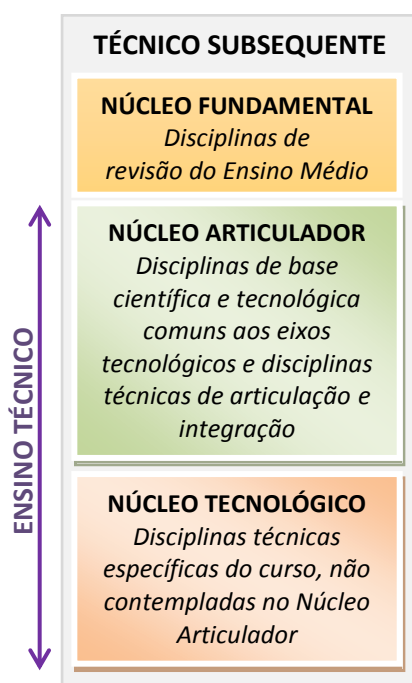 TÉCNICO SUBSEQUENTE
NÚCLEO FUNDAMENTAL
Disciplinas de
revisão do Ensino Médio
NÚCLEO ARTICULADOR
Disciplinas de base
científica e tecnológica
comuns aos eixos
tecnológicos e disciplinas
técnicas de articulação e
integração
NÚCLEO TECNOLÓGICO
Disciplinas técnicas
específicas do curso, não
contempladas no Núcleo
Articulador
ENSINO TÉCNICO